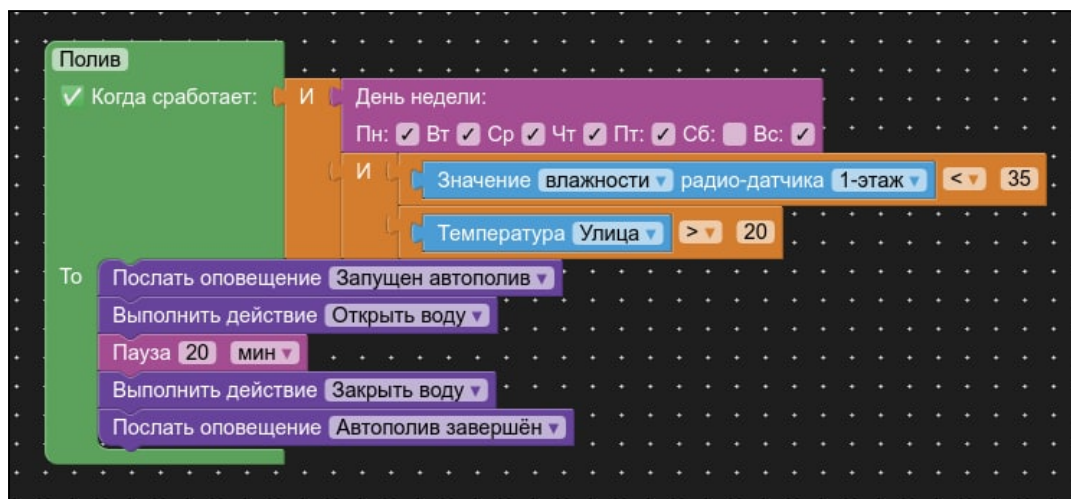 Полив
Когда сработает: И День недели:
Пн: Вт Ср Чт Пт: Сб: Вс:
И Значение влажности радио-датчика 1-этаж < 35
Температура Улица > 20
То Послать оповещение Запущен автополив
Выполнить действие Открыть воду
Пауза 20 мин
Выполнить действие Закрыть воду
Послать оповещение Автополив завершён